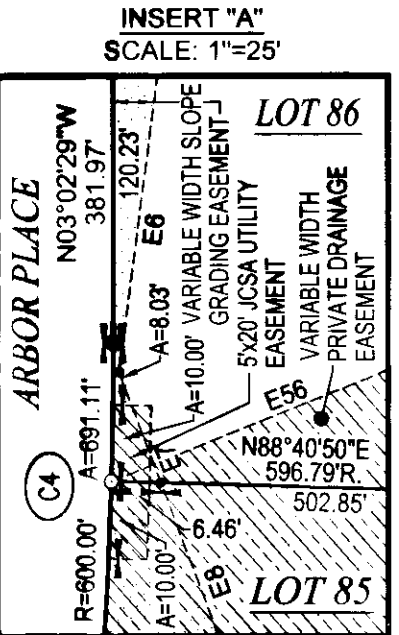 INSERT "A"
SCALE: 1"=25'
ARBOR PLACE
N03°02'29"W
381.97'
120.23'
E6
A=8.03'
A=10.00'
VARIABLE WIDTH SLOPE
GRADING EASEMENT
5'x20' JCSA UTILITY
EASEMENT
VARIABLE WIDTH
PRIVATE DRAINAGE
EASEMENT
LOT 86
C4
R=600.00'
A=691.11'
A=10.00'
E7
E56
N88°40'50"E
596.79'R.
502.85'
6.46'
E8
LOT 85